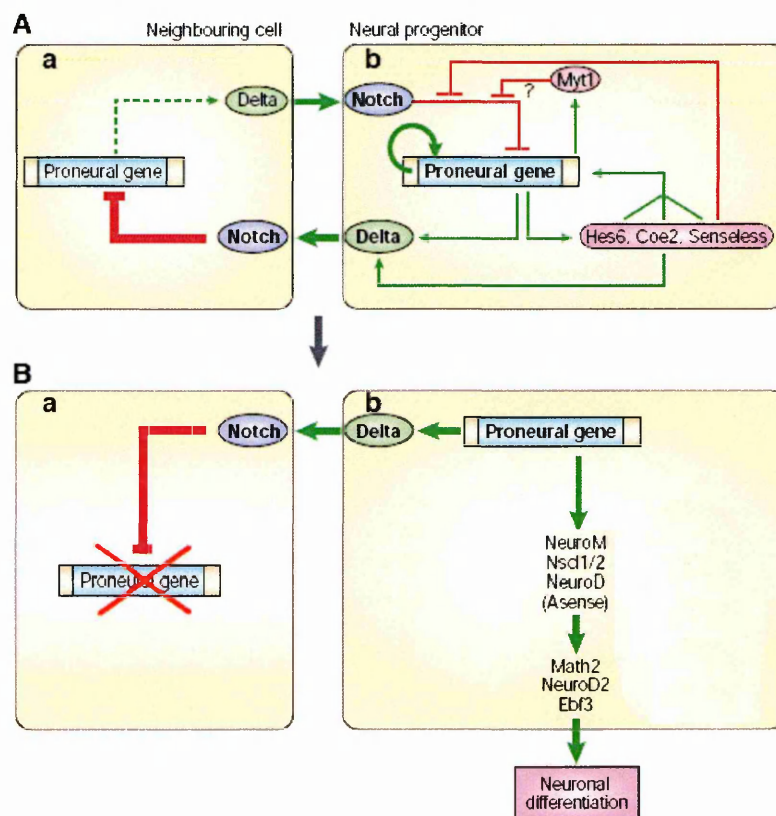 A
Neighbouring cell
Neural progenitor
a
b
Delta
Notch
Myt1
?
Proneural gene
Proneural gene
Notch
Delta
Hes6, Coe2, Senseless
B
a
b
Notch
Delta
Proneural gene
Proneural gene
NeuroM
Nscl1/2
NeuroD
(Asense)
Math2
NeuroD2
Ebf3
Neuronal
differentiation